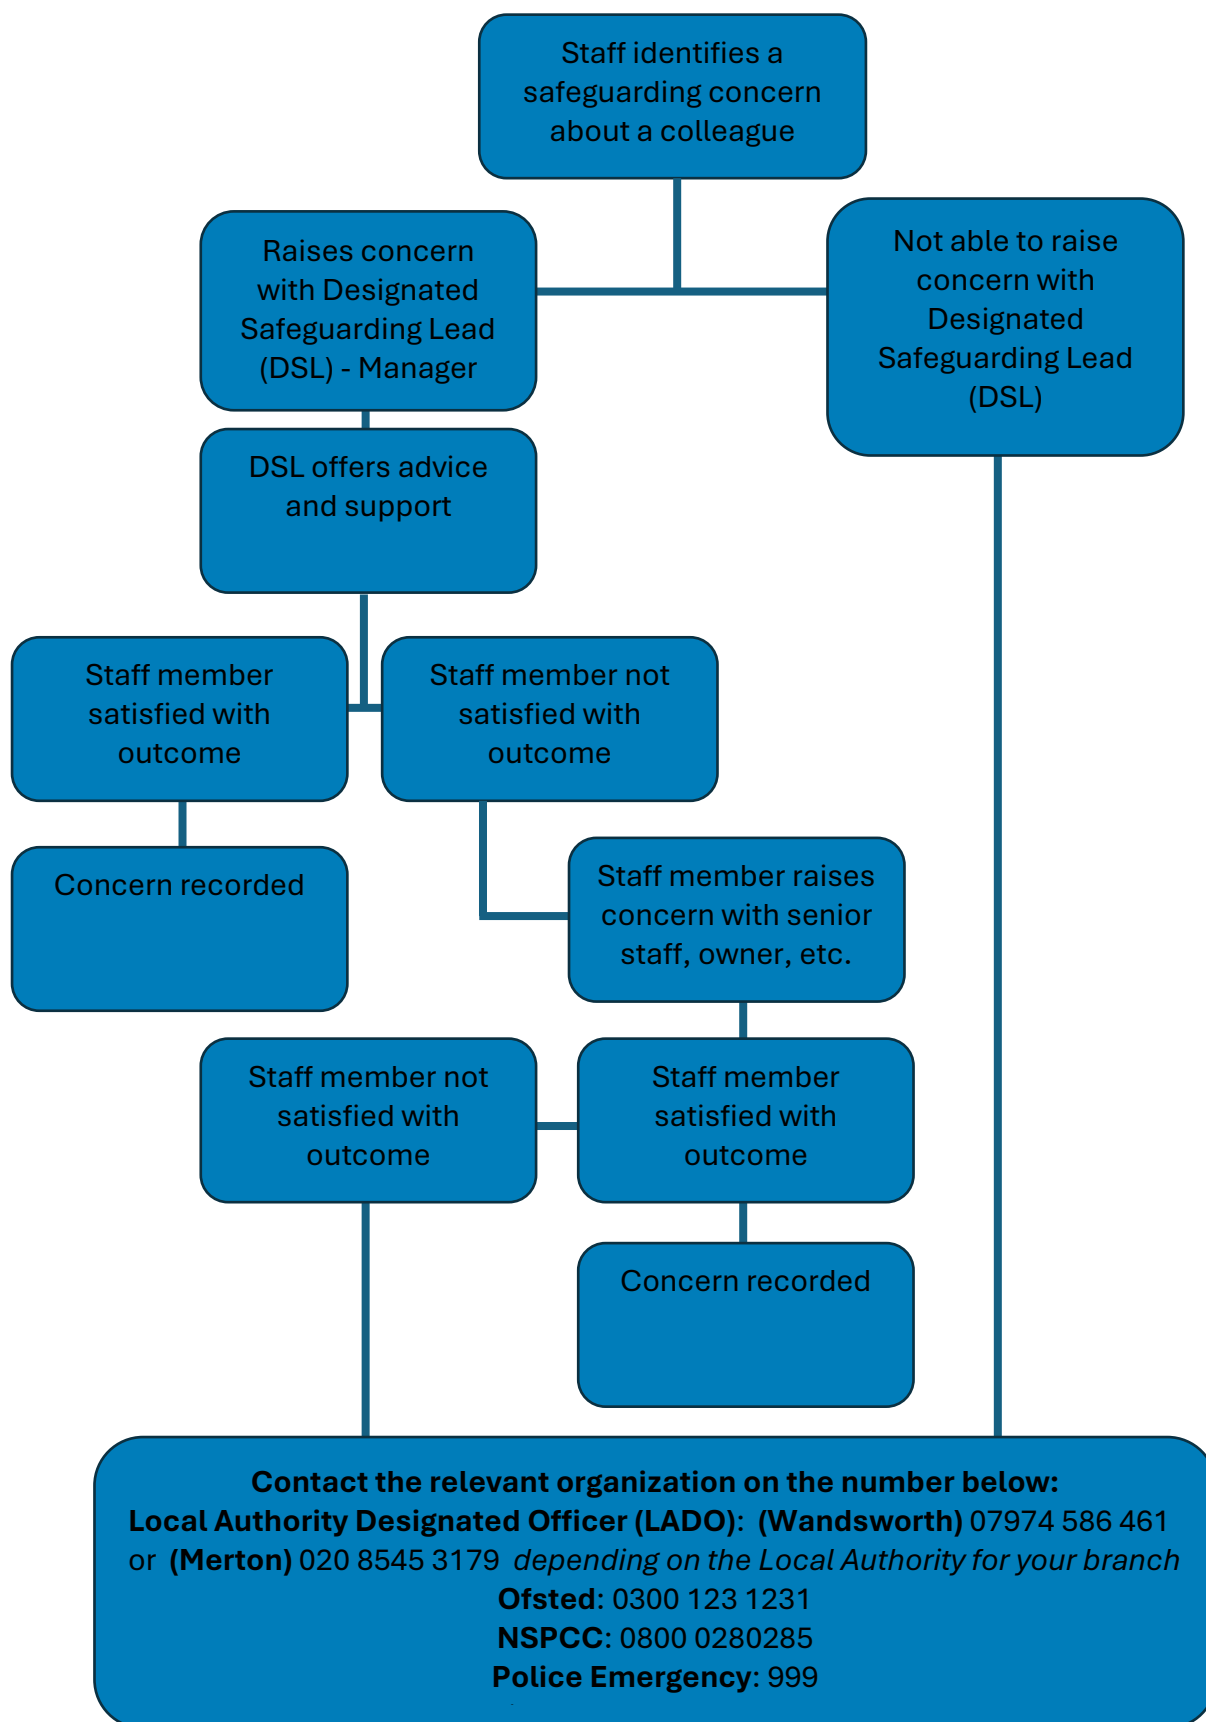 Staff identifies a
safeguarding concern
about a colleague
Raises concern
with Designated
Safeguarding Lead
(DSL) - Manager
Not able to raise
concern with
Designated
Safeguarding Lead
(DSL)
DSL offers advice
and support
Staff member
satisfied with
outcome
Staff member not
satisfied with
outcome
Concern recorded
Staff member raises
concern with senior
staff, owner, etc.
Staff member not
satisfied with
outcome
Staff member
satisfied with
outcome
Concern recorded
Contact the relevant organization on the number below:
Local Authority Designated Officer (LADO): (Wandsworth) 07974 586 461
or (Merton) 020 8545 3179 depending on the Local Authority for your branch
Ofsted: 0300 123 1231
NSPCC: 0800 0280285
Police Emergency: 999